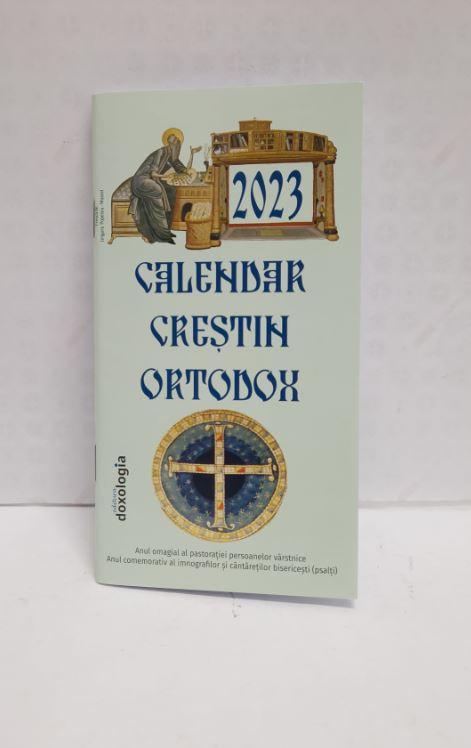 2023
CALENDAR
CREȘTIN
ORTODOX
editura
doxologia
Anul omagial al pastorației persoanelor vârstnice
Anul comemorativ al imnografilor și cântăreților bisericești (psalți)